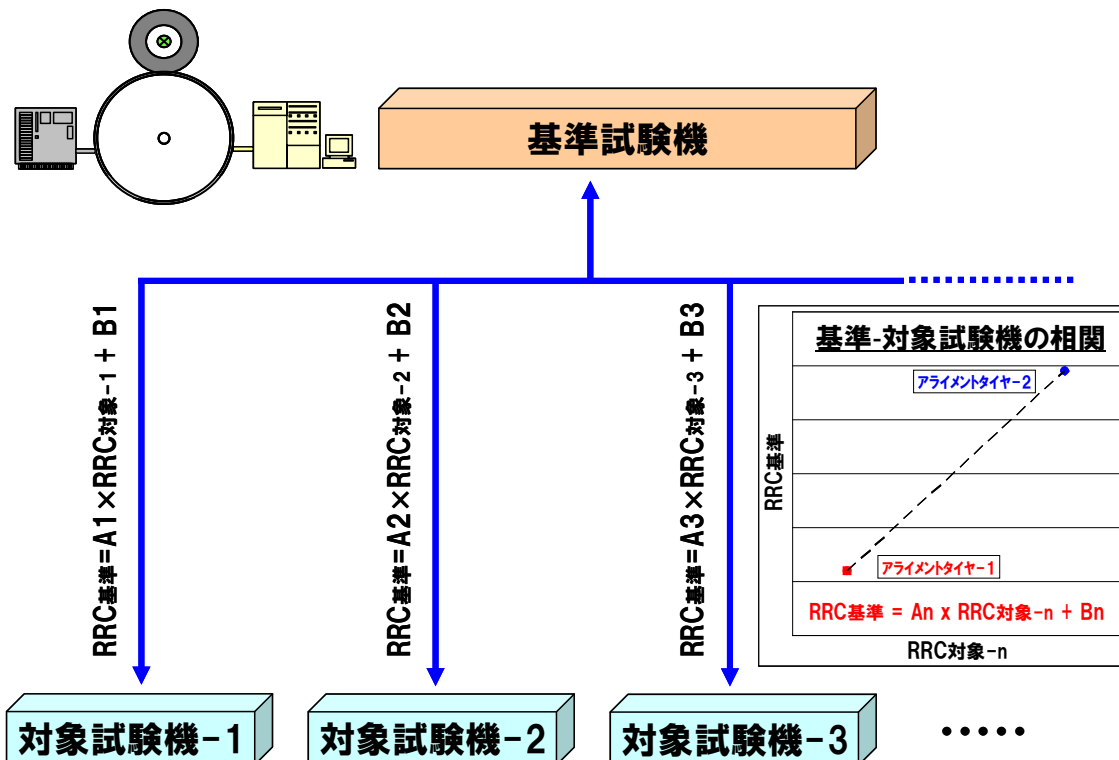 基準試験機
RRC基準=A1×RRC対象-1 + B1
RRC基準=A2×RRC対象-2 + B2
RRC基準=A3×RRC対象-3 + B3
基準-対象試験機の相関
アライメントタイヤ-2
RRC基準
アライメントタイヤ-1
RRC基準 = An x RRC対象-n + Bn
RRC対象-n
対象試験機-1
対象試験機-2
対象試験機-3
•••••